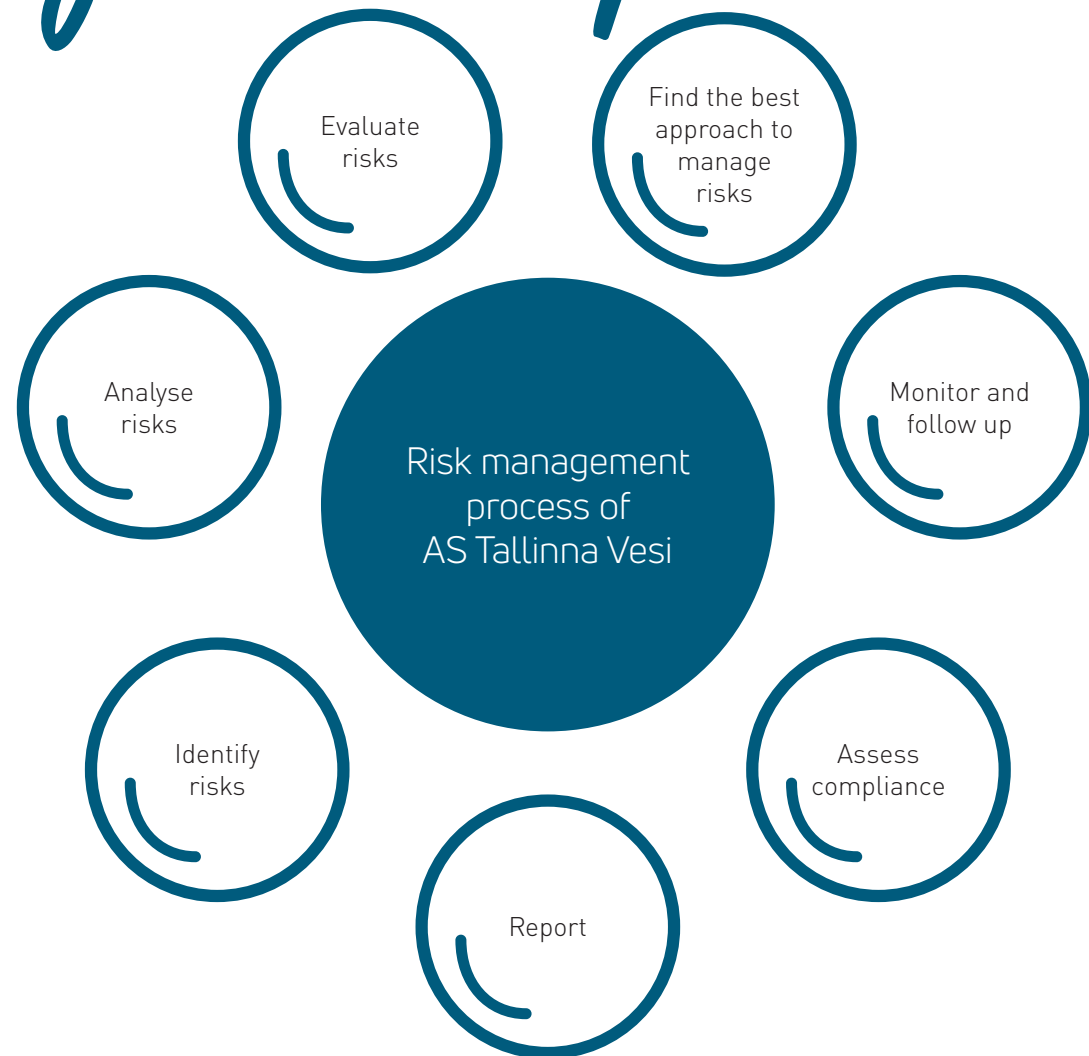 Evaluate
risks
Find the best
approach to
manage
risks
Analyse
risks
Monitor and
follow up
Risk management
process of
AS Tallinna Vesi
Identify
risks
Assess
compliance
Report